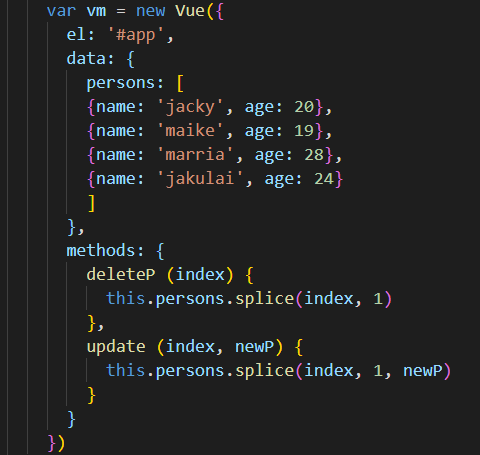 var vm = new Vue({
el: '#app',
data: {
persons: [
{name: 'jacky', age: 20},
{name: 'maike', age: 19},
{name: 'marria', age: 28},
{name: 'jakulai', age: 24}
]
},
methods: {
deleteP (index) {
this.persons.splice(index, 1)
},
update (index, newP) {
this.persons.splice(index, 1, newP)
}
}
})